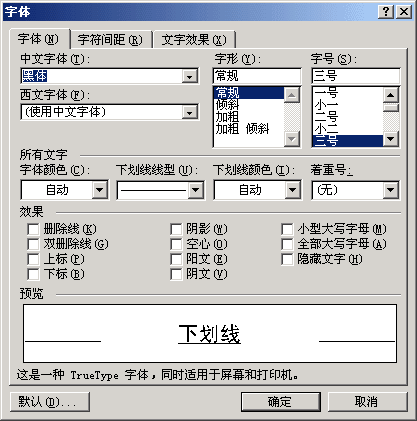 字体
字体(N) 字符间距(R) 文字效果(X)
中文字体(T): 字形(Y): 字号(S):
黑体 常规 三号
西文字体(F): 常规 一号
(使用中文字体) 倾斜 小一
加粗 二号
加粗 倾斜 小二
三号
所有文字
字体颜色(C): 下划线线型(U): 下划线颜色(I): 着重号:
自动 自动 (无)
效果
删除线(K) 阴影(W) 小型大写字母(M)
双删除线(G) 空心(O) 全部大写字母(A)
上标(P) 阳文(E) 隐藏文字(H)
下标(B) 阴文(V)
预览
下划线
这是一种 TrueType 字体,同时适用于屏幕和打印机。
默认(D)... 确定 取消